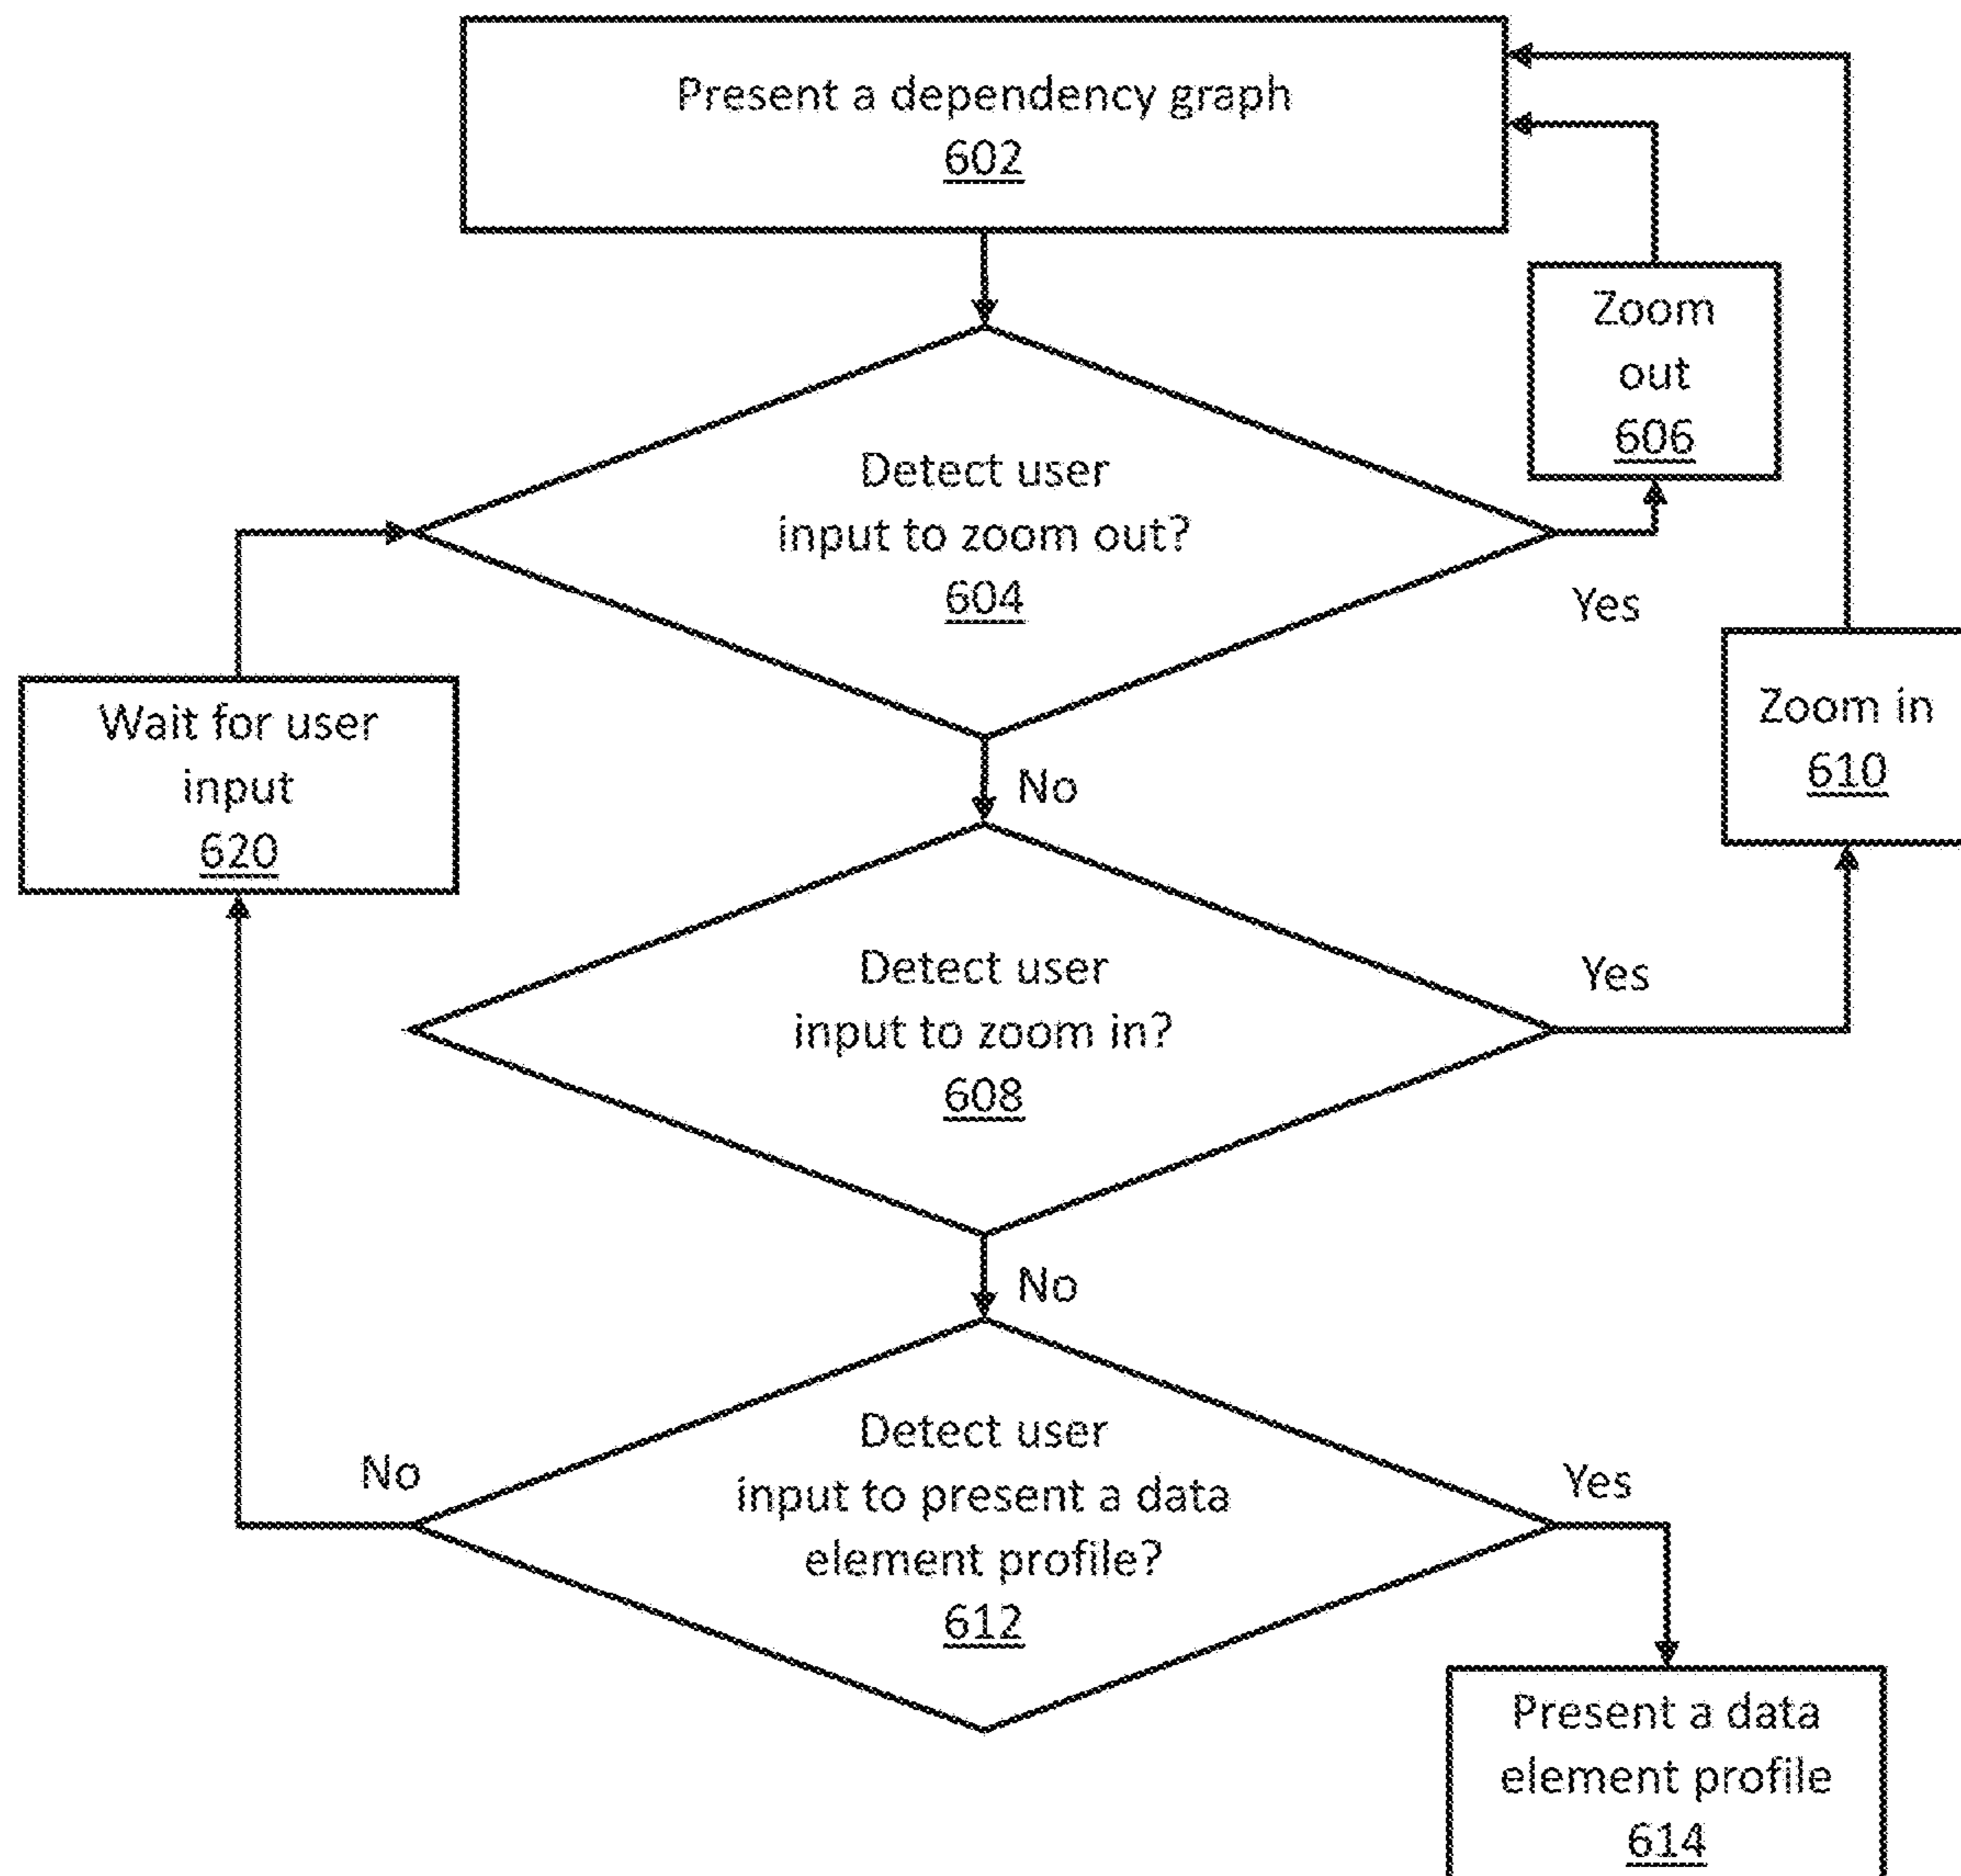 Present a dependency graph
602
Zoom
out
606
Detect user
input to zoom out?
604
Yes
Wait for user
input
620
Zoom in
610
No
Detect user
input to zoom in?
608
Yes
No
Detect user
input to present a data
element profile?
612
No
Yes
Present a data
element profile
614